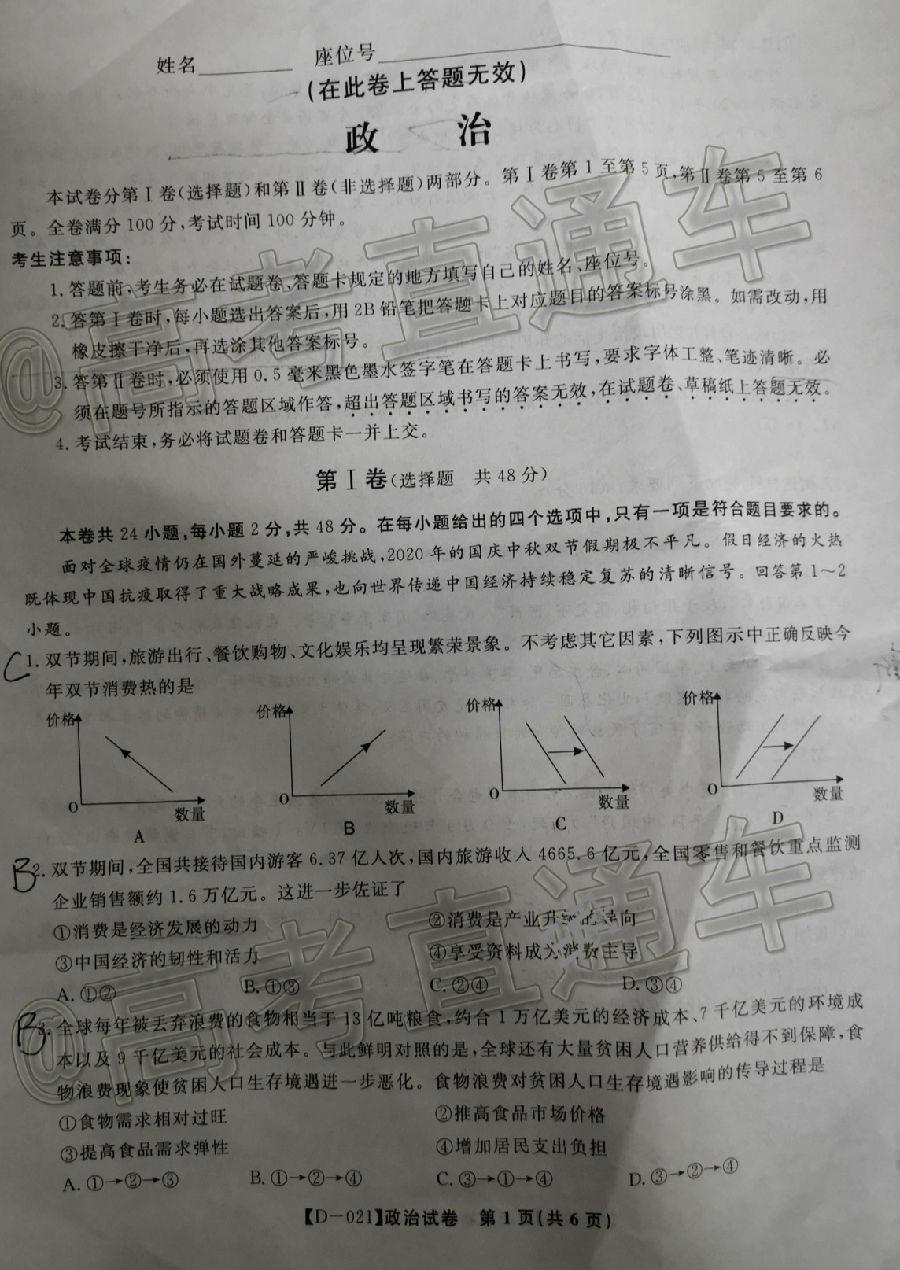 姓名________ 座位号________________
(在此卷上答题无效)
政 治
本试卷分第Ⅰ卷(选择题)和第Ⅱ卷(非选择题)两部分。第Ⅰ卷第1至第5页,第Ⅱ卷第5至第6
页。全卷满分100分,考试时间100分钟。
考生注意事项:
1.答题前,考生务必在试题卷、答题卡规定的地方填写自己的姓名、座位号。
2.答第Ⅰ卷时,每小题选出答案后,用2B铅笔把答题卡上对应题目的答案标号涂黑。如需改动,用
橡皮擦干净后,再选涂其他答案标号。
3.答第Ⅱ卷时,必须使用0.5毫米黑色墨水签字笔在答题卡上书写,要求字体工整、笔迹清晰。必
须在题号所指示的答题区域作答,超出答题区域书写的答案无效,在试题卷、草稿纸上答题无效。
4.考试结束,务必将试题卷和答题卡一并上交。
第Ⅰ卷(选择题 共48分)
本卷共24小题,每小题2分,共48分。在每小题给出的四个选项中,只有一项是符合题目要求的。
面对全球疫情仍在国外蔓延的严峻挑战,2020年的国庆中秋双节假期极不平凡。假日经济的火热
既体现中国抗疫取得了重大战略成果,也向世界传递中国经济持续稳定复苏的清晰信号。回答第1~2
小题。
C 1.双节期间,旅游出行、餐饮购物、文化娱乐均呈现繁荣景象。不考虑其它因素,下列图示中正确反映今
年双节消费热的是
价格 价格 价格 价格
O 数量 O 数量 O 数量 O 数量
A B C D
B 2.双节期间,全国共接待国内游客6.37亿人次,国内旅游收入4665.6亿元,全国零售和餐饮重点监测
企业销售额约1.6万亿元。这进一步佐证了
①消费是经济发展的动力 ②消费是产业升级的导向
③中国经济的韧性和活力 ④享受资料成为消费主导
A.①② B.①③ C.②④ D.③④
B 3.全球每年被丢弃浪费的食物相当于13亿吨粮食,约合1万亿美元的经济成本、7千亿美元的环境成
本以及9千亿美元的社会成本。与此鲜明对照的是,全球还有大量贫困人口营养供给得不到保障,食
物浪费现象使贫困人口生存境遇进一步恶化。食物浪费对贫困人口生存境遇影响的传导过程是
①食物需求相对过旺 ②推高食品市场价格
③提高食品需求弹性 ④增加居民支出负担
A.①→②→③ B.①→②→④ C.③→①→④ D.③→②→④
【D-021】政治试卷 第1页(共6页)
@高考直通车
@高考直通车